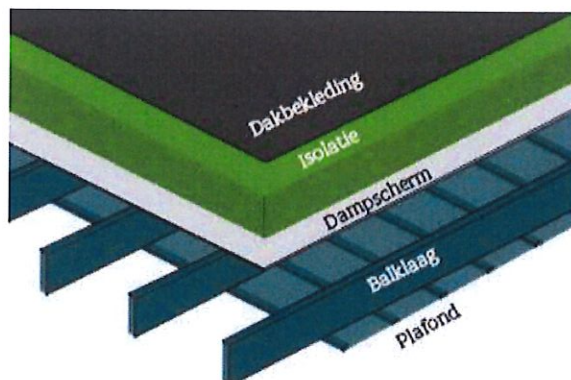 Dakbekleding
Isolatie
Dampscherm
Balklaag
Plafond